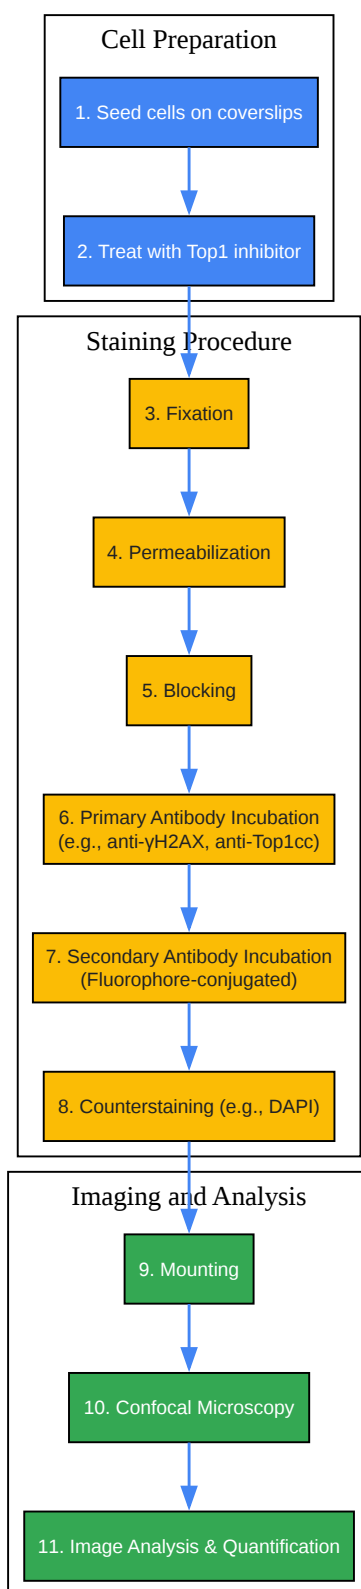 Cell Preparation
1. Seed cells on coverslips
2. Treat with Top1 inhibitor
Staining Procedure
3. Fixation
4. Permeabilization
5. Blocking
6. Primary Antibody Incubation
(e.g., anti-γH2AX, anti-Top1cc)
7. Secondary Antibody Incubation
(Fluorophore-conjugated)
8. Counterstaining (e.g., DAPI)
Imaging and Analysis
9. Mounting
10. Confocal Microscopy
11. Image Analysis & Quantification